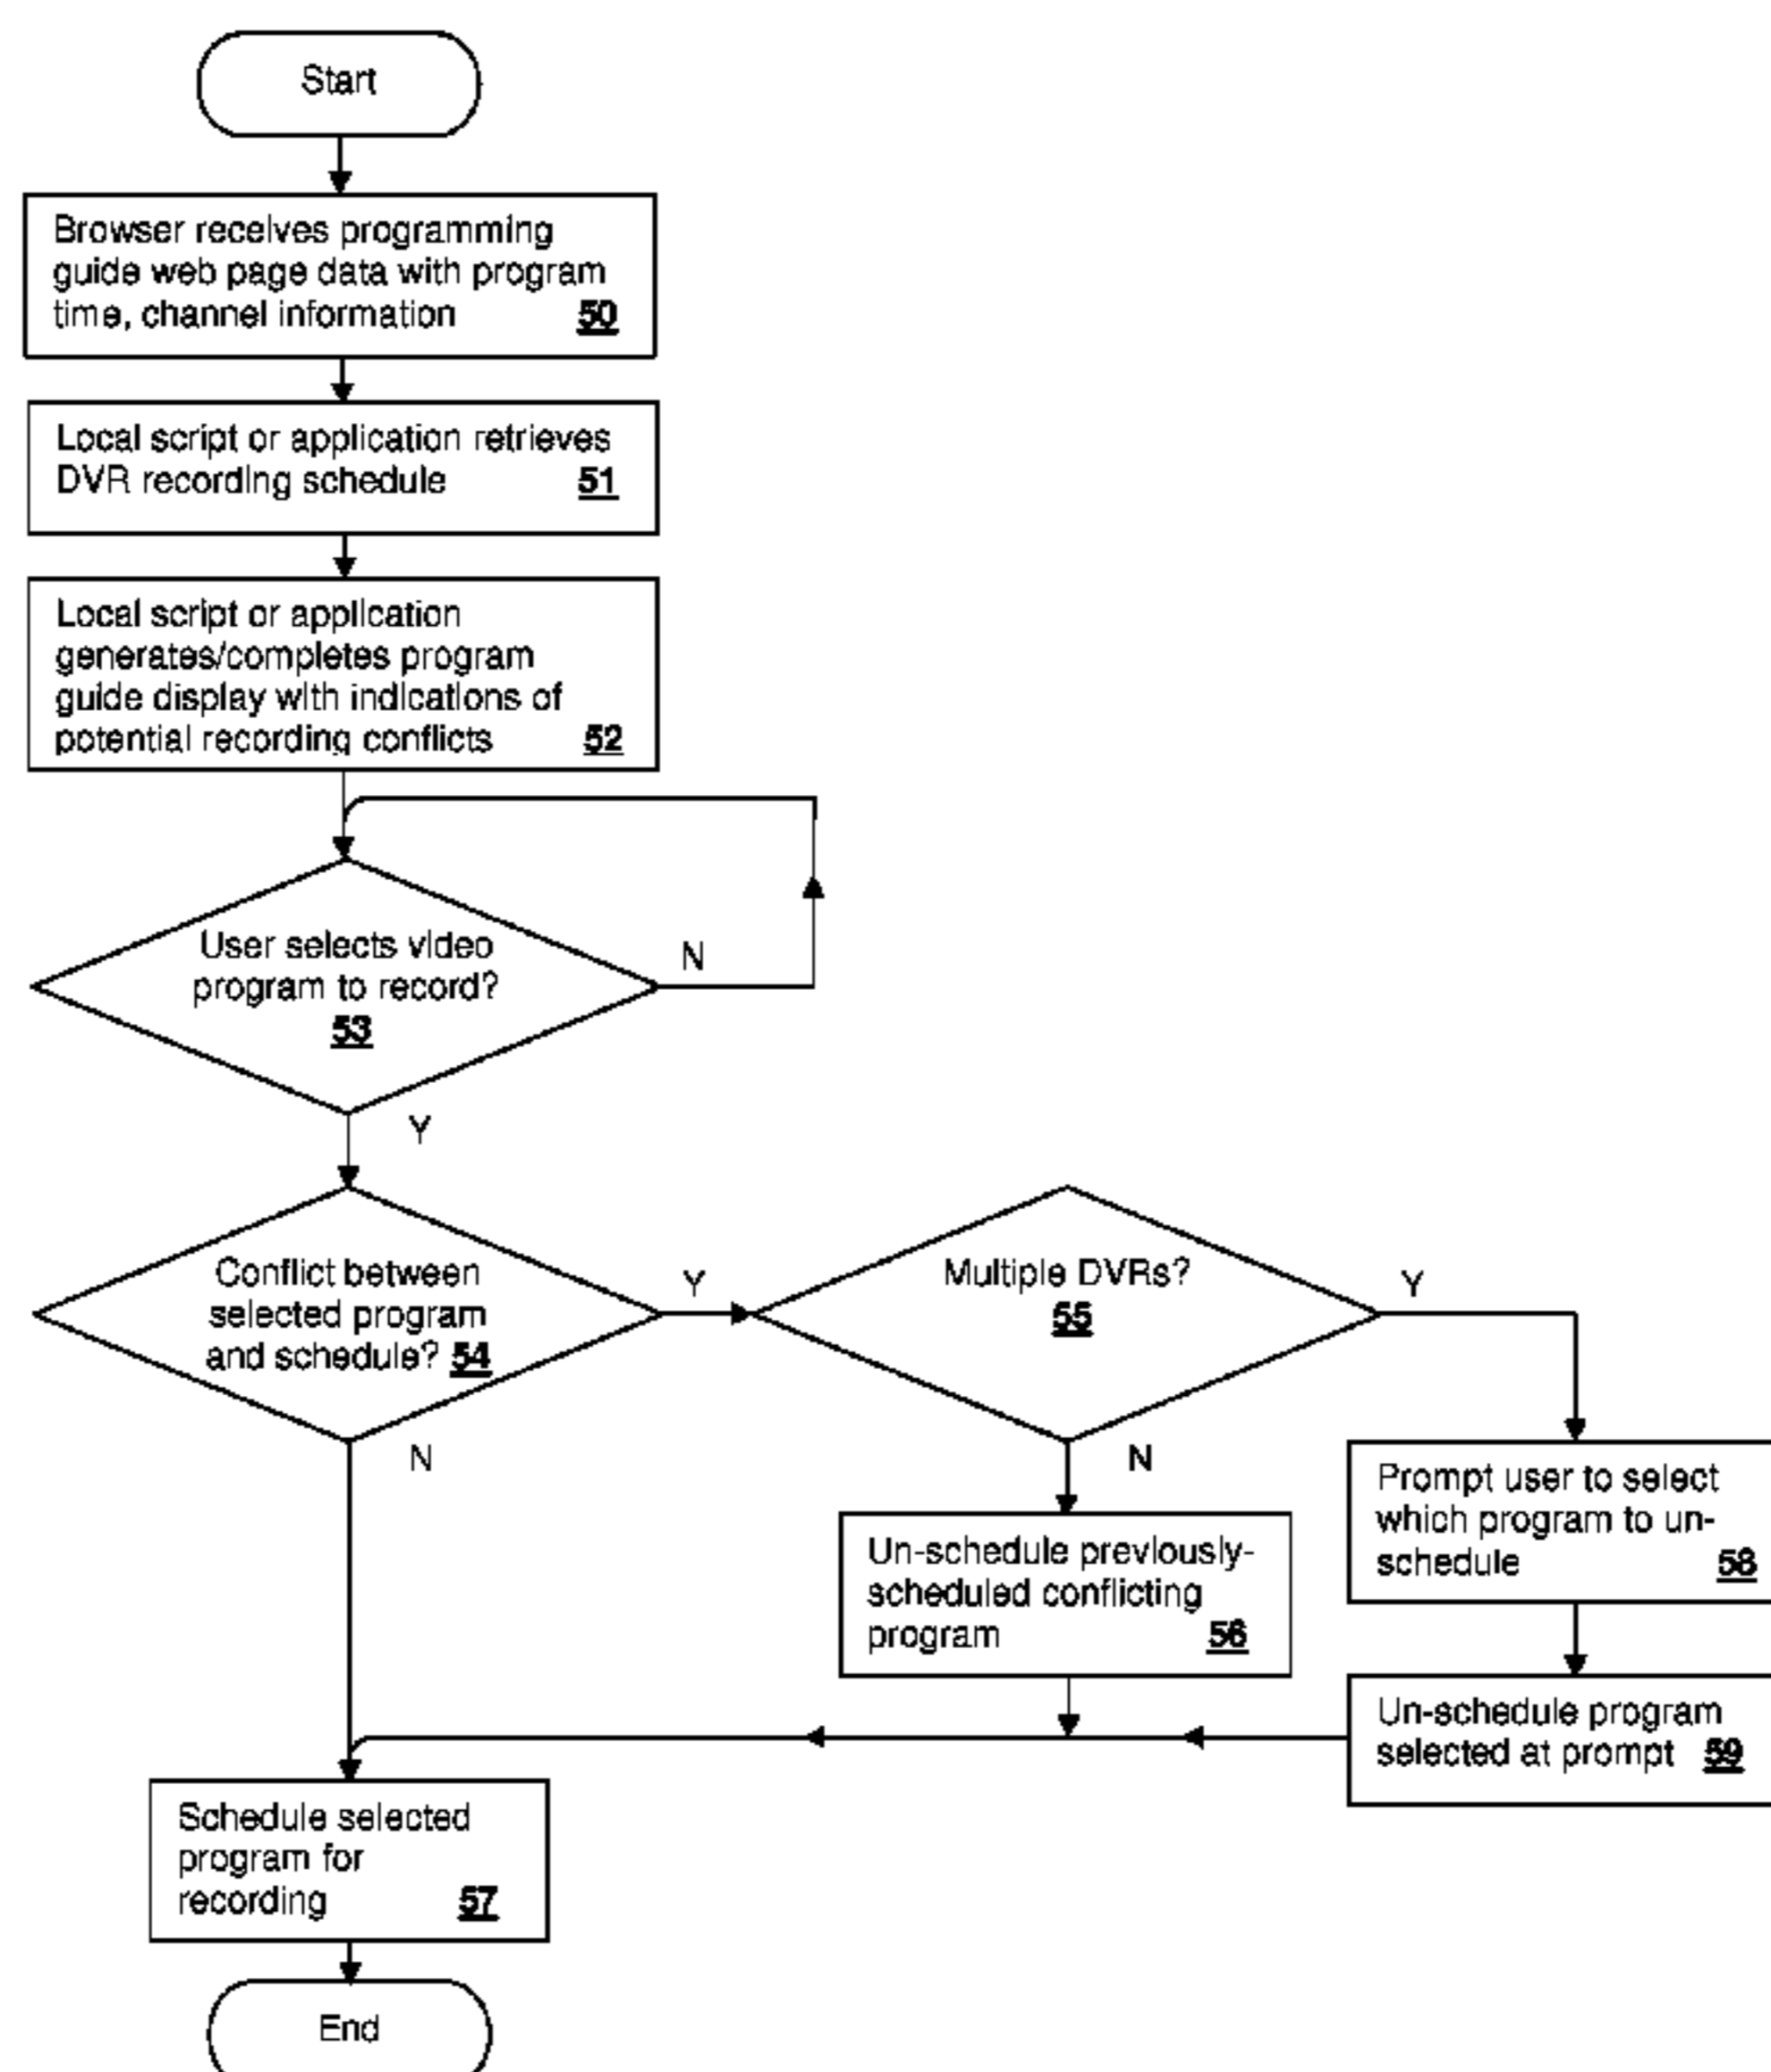 Start
Browser receives programming
guide web page data with program
time, channel information 50
Local script or application retrieves
DVR recording schedule 51
Local script or application
generates/completes program
guide display with indications of
potential recording conflicts 52
User selects video
program to record?
53
N
Y
Conflict between
selected program
and schedule? 54
Y
N
Multiple DVRs?
55
Y
N
Prompt user to select
which program to un-
schedule 58
Un-schedule previously-
scheduled conflicting
program 56
Un-schedule program
selected at prompt 59
Schedule selected
program for
recording 57
End